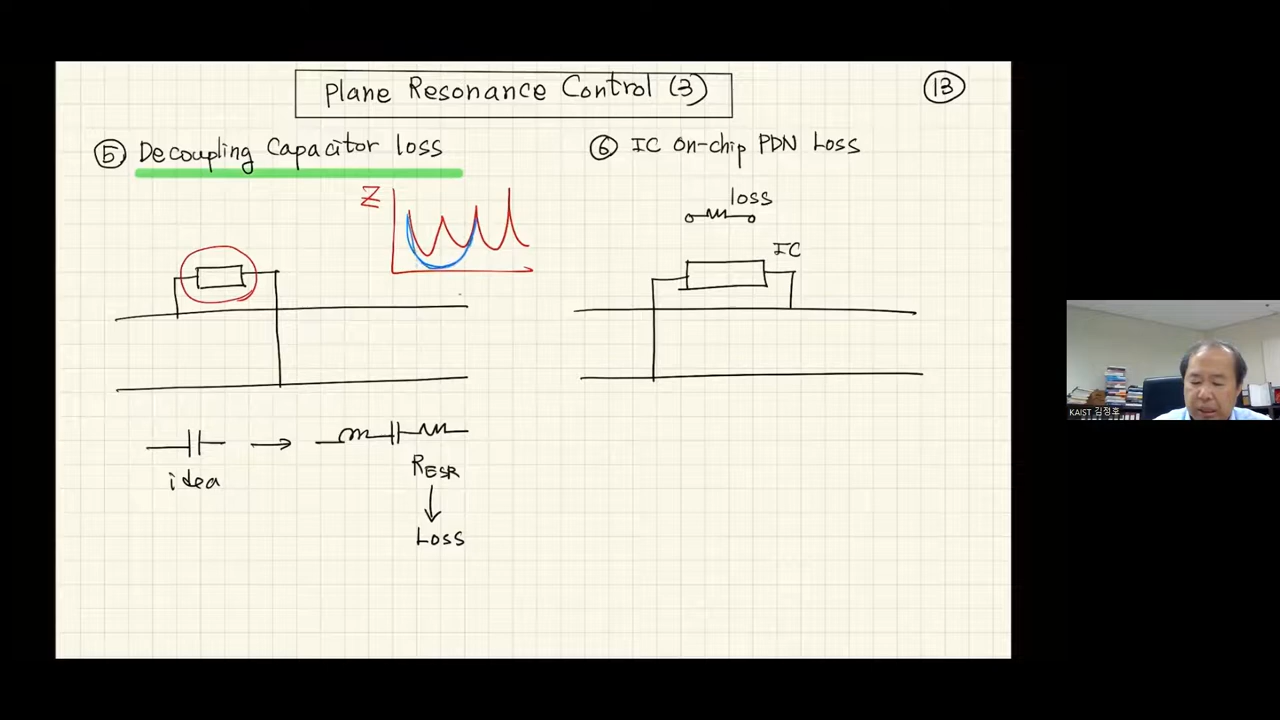 Plane Resonance Control (3)
13
⑤ Decoupling Capacitor loss
⑥ IC On-chip PDN Loss
Z
loss
IC
idea
RESR
Loss
KAIST 김정호